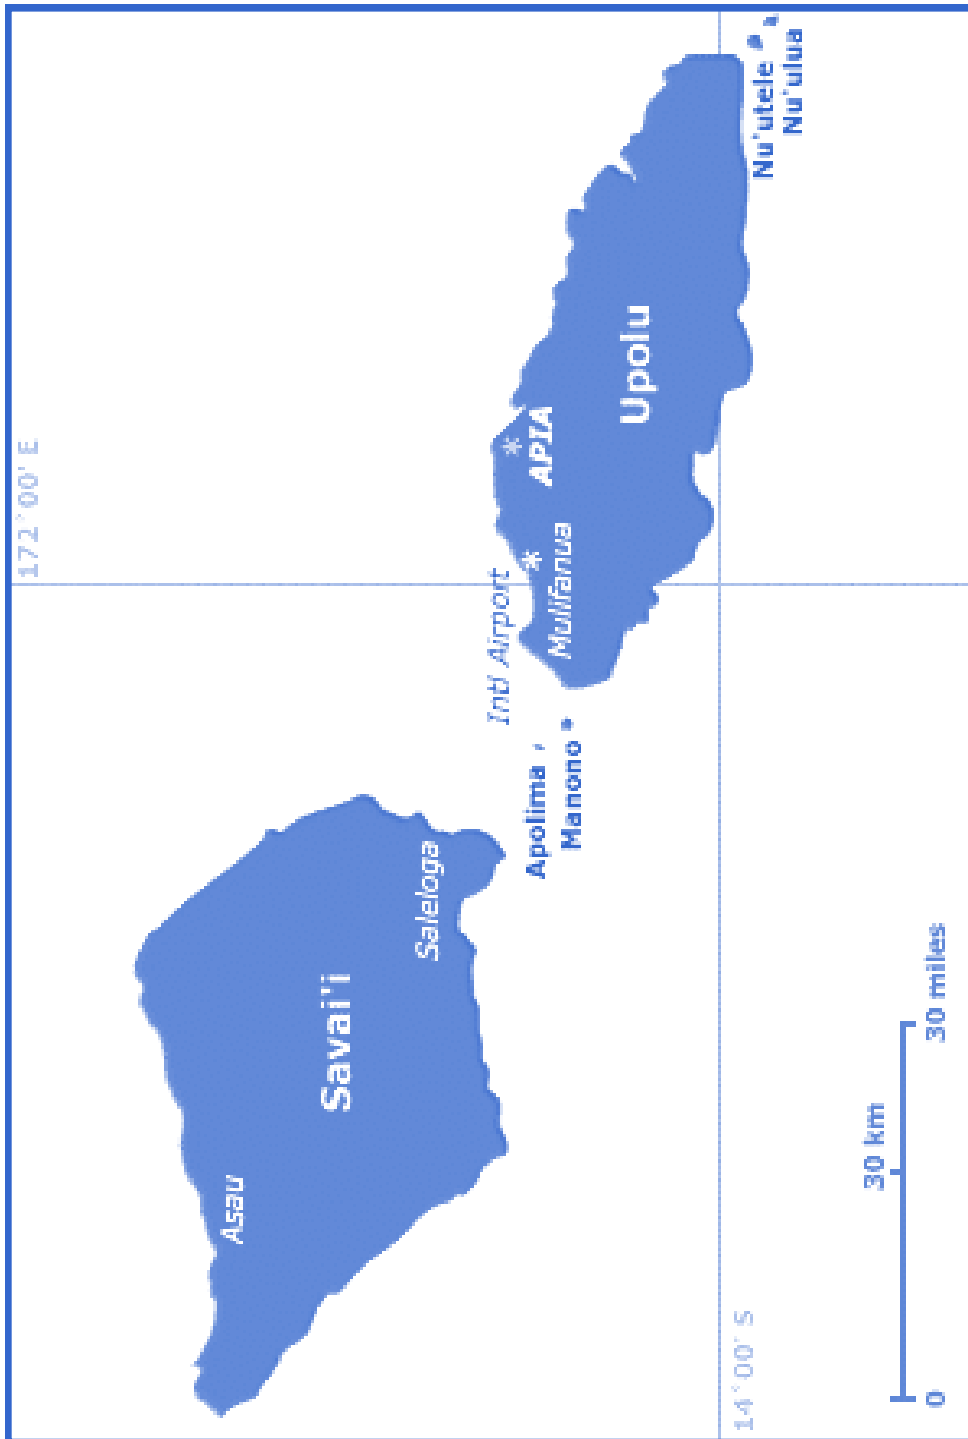 172°00' E
Asau
Savai'i
Saleloga
Int'l Airport
APIA
Mulifanua
Apolima
Manono
Upolu
14°00' S
Nu'utele
Nu'ulua
30 km
0 30 miles